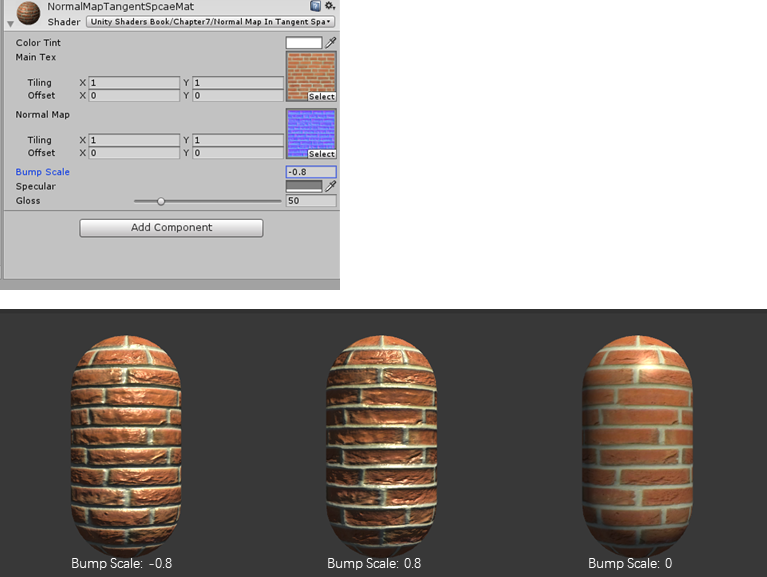 NormalMapTangentSpcaeMat
Shader Unity Shaders Book/Chapter7/Normal Map In Tangent Spa
Color Tint
Main Tex
Tiling X 1 Y 1
Offset X 0 Y 0
Select
Normal Map
Tiling X 1 Y 1
Offset X 0 Y 0
Select
Bump Scale -0.8
Specular
Gloss 50
Add Component
Bump Scale: -0.8 Bump Scale: 0.8 Bump Scale: 0